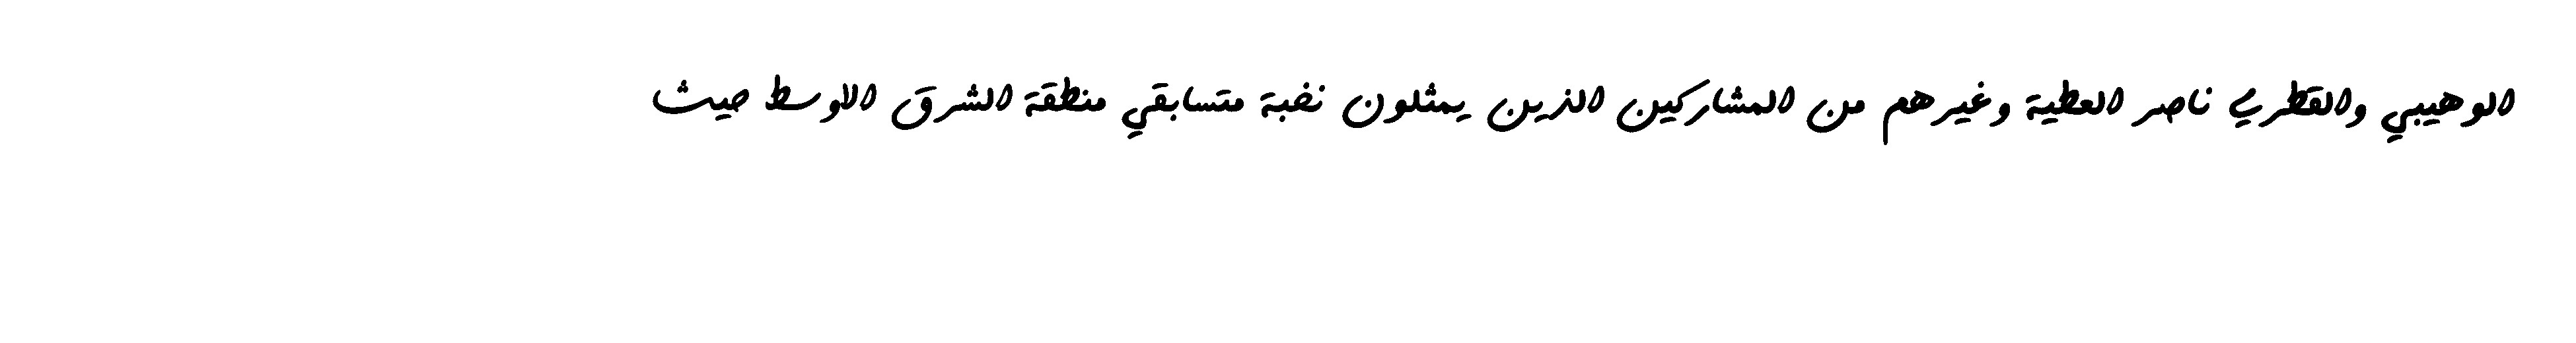 الوهيبي والقطري ناصر العطية وغيرهم من المشاركين الذين يمثلون نخبة متسابقي منطقة الشرق الاوسط حيث